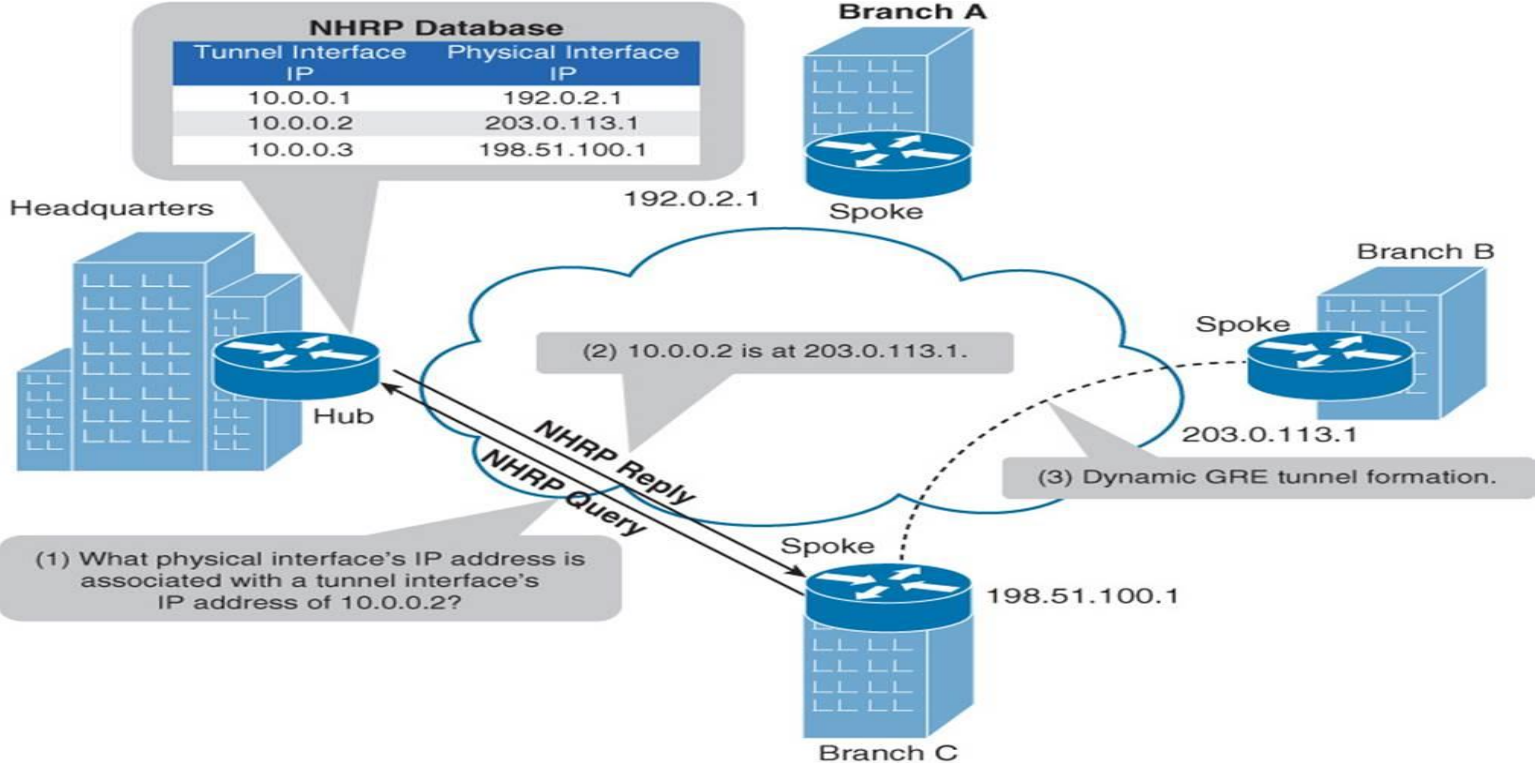 Branch A
NHRP Database
Tunnel Interface IP
Physical Interface IP
10.0.0.1 192.0.2.1
10.0.0.2 203.0.113.1
10.0.0.3 198.51.100.1
192.0.2.1
Spoke
Headquarters
Branch B
Spoke
(2) 10.0.0.2 is at 203.0.113.1.
Hub
203.0.113.1
NHRP Reply
NHRP Query
(3) Dynamic GRE tunnel formation.
(1) What physical interface's IP address is
associated with a tunnel interface's
IP address of 10.0.0.2?
Spoke
198.51.100.1
Branch C